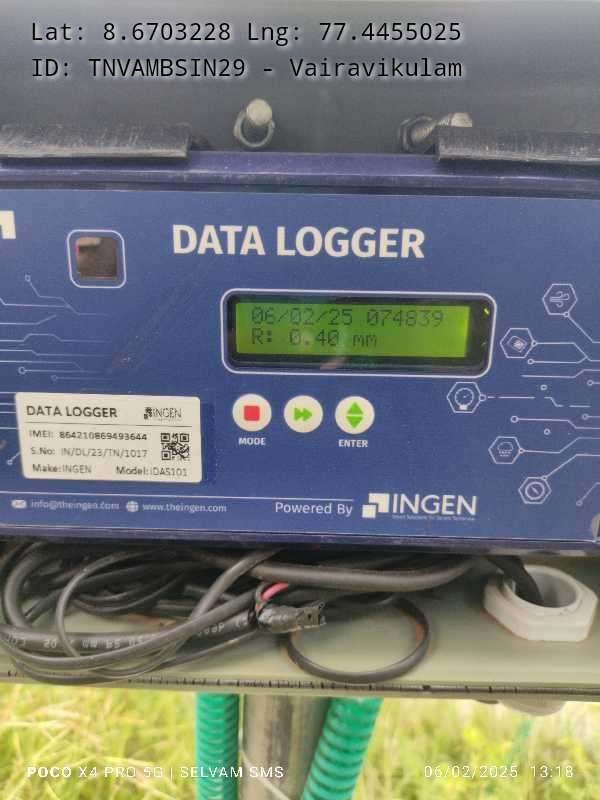 Lat: 8.6703228 Lng: 77.4455025
ID: TNVAMBSIN29 - Vairavikulam
DATA LOGGER
06/02/25 074839
R: 0.40 mm
DATA LOGGER INGEN
IMEI: 864210869493644
S.No: IN/DL/23/TN/1017
Make: INGEN Model: iDAS101
MODE
ENTER
info@theingen.com www.theingen.com
Powered By INGEN
POCO X4 PRO 5G | SELVAM SMS
06/02/2025 13:18